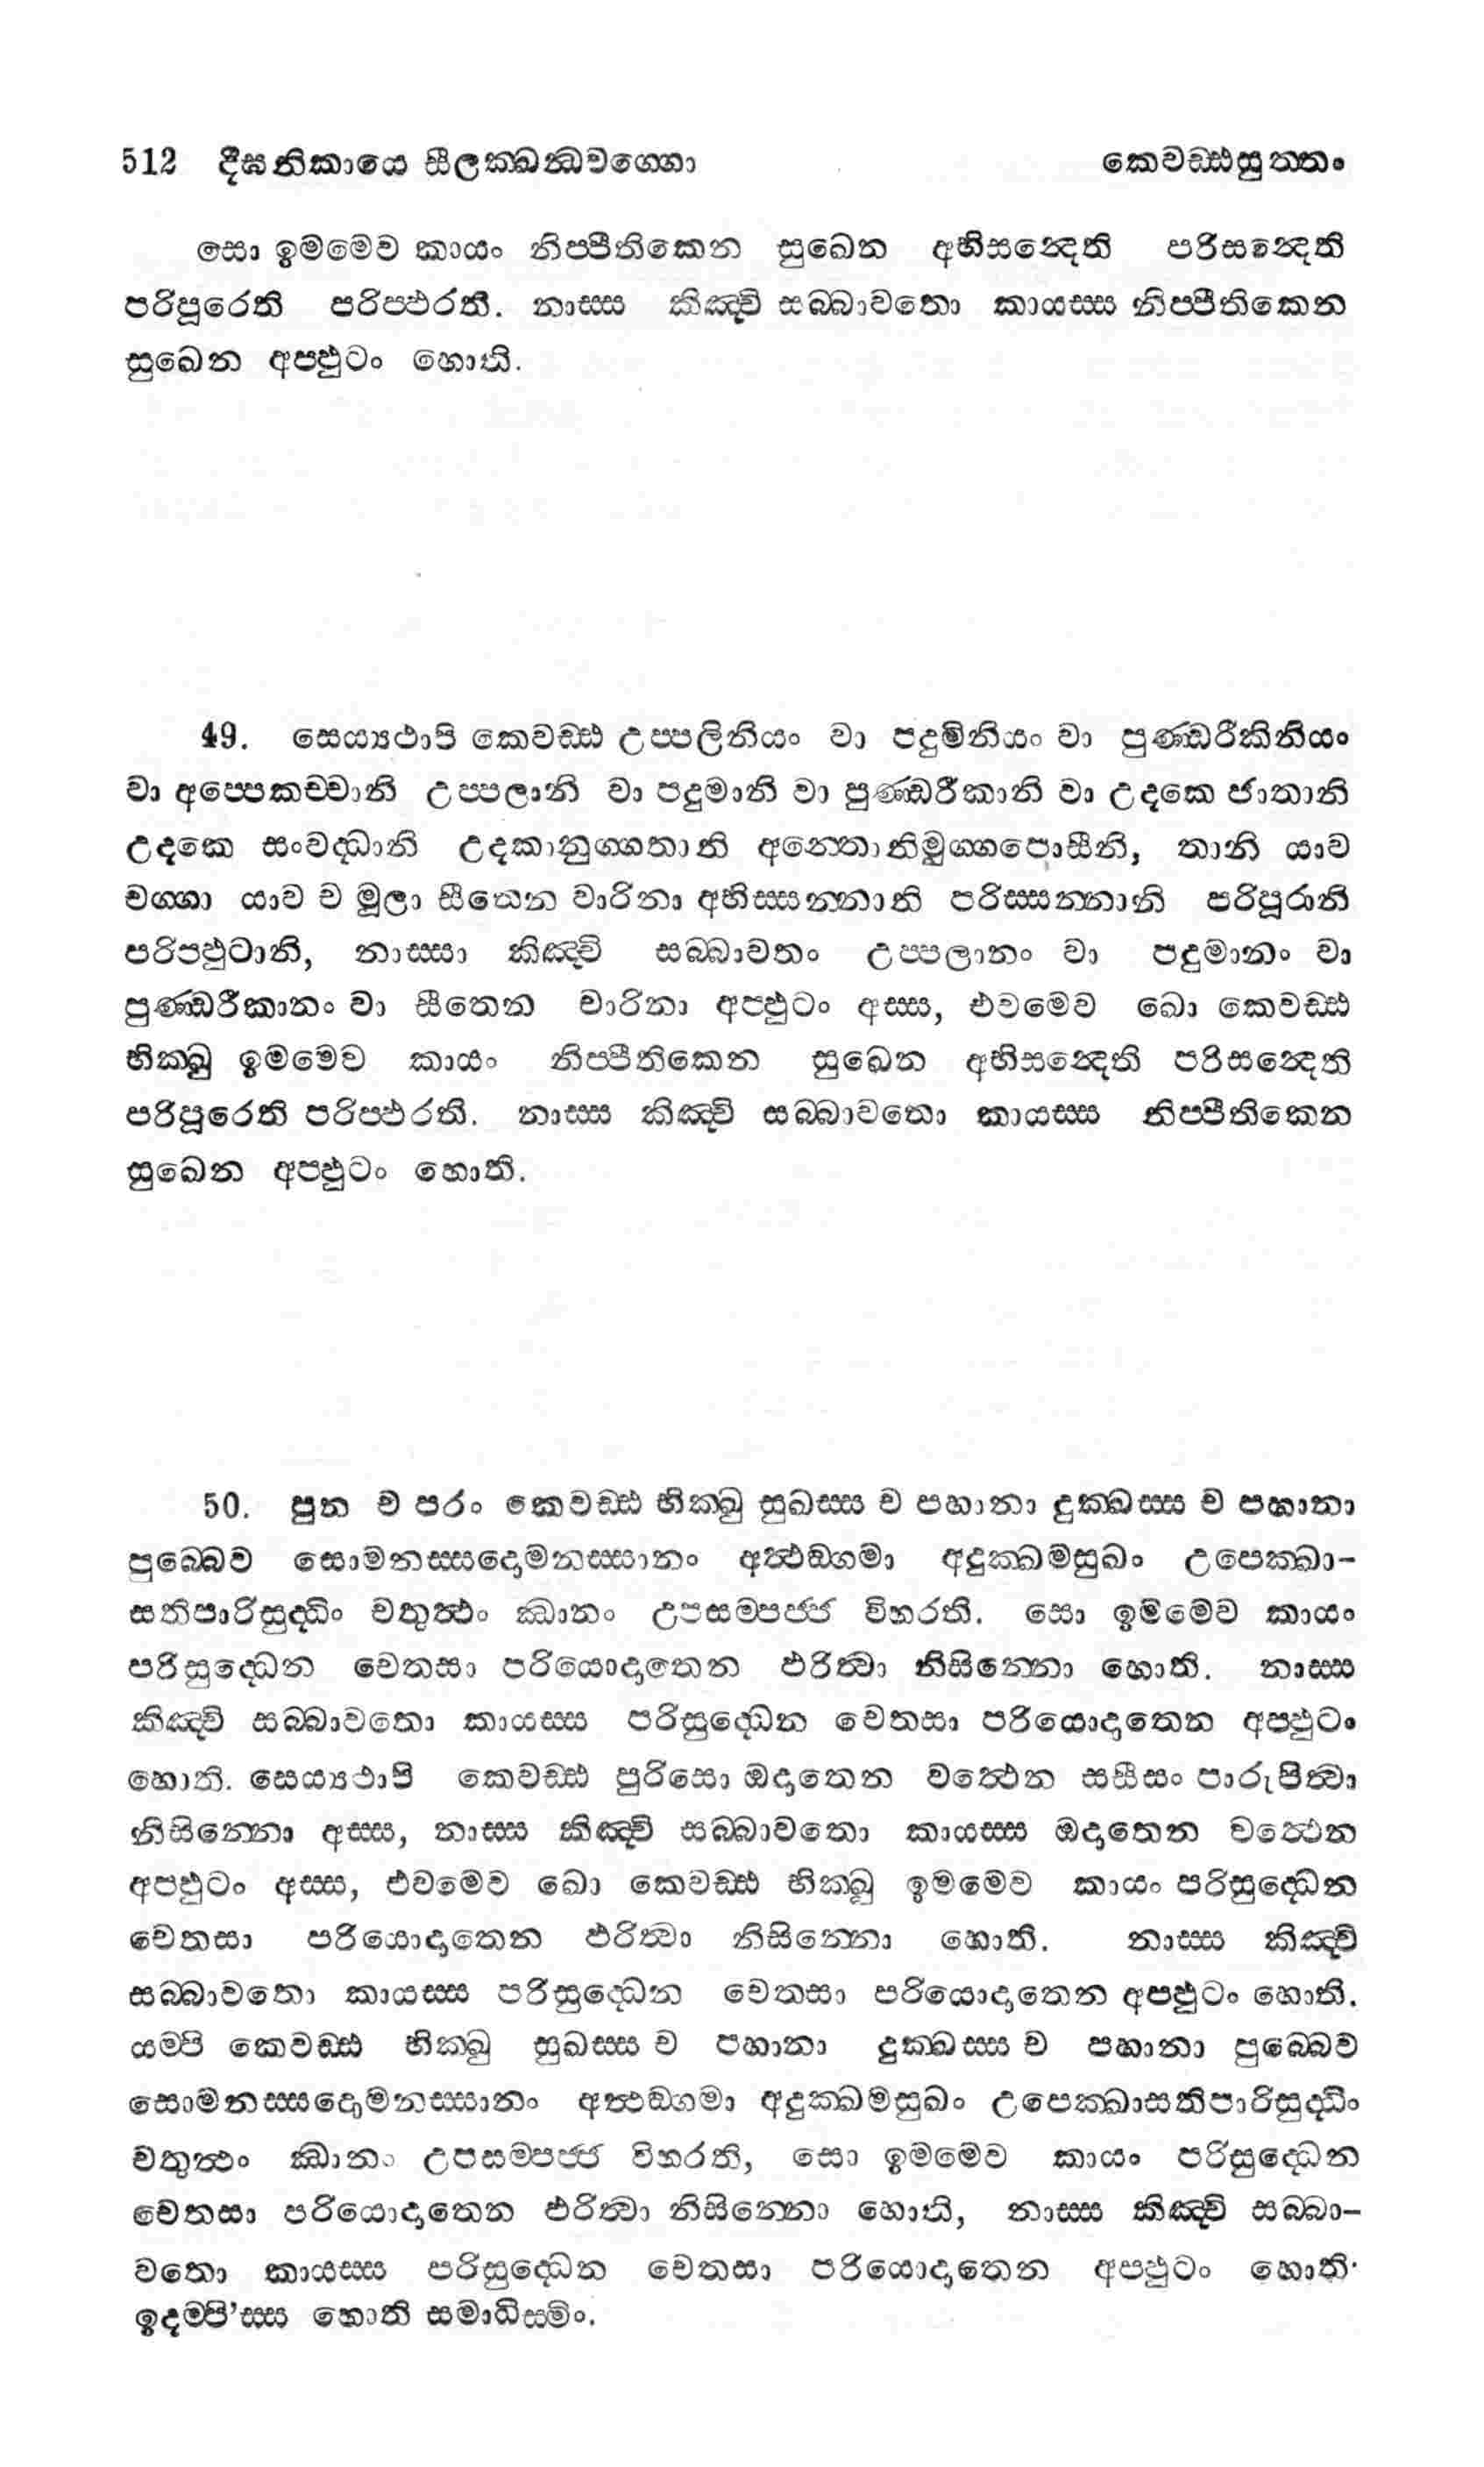 512 දීඝනිකායෙ සීලක්ඛන්ධවග්ගො කෙවඩ්ඪසුත්තං
සො ඉමමෙව කායං නිප්පීතිකෙන සුඛෙන අභිසන්දෙති පරිසන්දෙති
පරිපූරෙති පරිප්ඵරති. නාස්ස කිඤ්චි සබ්බාවතො කායස්ස නිප්පීතිකෙන
සුඛෙන අප්ඵුටං හොති.
49. සෙය්‍යථාපි කෙවඩ්ඪ උප්පලිනියං වා පදුමිනියං වා පුණ්ඩරීකිනියං
වා අප්පෙකච්චානි උප්පලානි වා පදුමානි වා පුණ්ඩරීකානි වා උදකෙ ජාතානි
උදකෙ සංවද්ධානි උදකානුග්ගතානි අන්තොනිමුග්ගපොසීනි, තානි යාව
චග්ගා යාව ච මූලා සීතෙන වාරිනා අභිස්සන්නානි පරිස්සන්නානි පරිපූරානි
පරිප්ඵුටානි, නාස්සා කිඤ්චි සබ්බාවතං උප්පලානං වා පදුමානං වා
පුණ්ඩරීකානං වා සීතෙන වාරිනා අප්ඵුටං අස්ස, එවමෙව ඛො කෙවඩ්ඪ
භික්ඛු ඉමමෙව කායං නිප්පීතිකෙන සුඛෙන අභිසන්දෙති පරිසන්දෙති
පරිපූරෙති පරිප්ඵරති. නාස්ස කිඤ්චි සබ්බාවතො කායස්ස නිප්පීතිකෙන
සුඛෙන අප්ඵුටං හොති.
50. පුන ච පරං කෙවඩ්ඪ භික්ඛු සුඛස්ස ච පහානා දුක්ඛස්ස ච පහානා
පුබ්බෙව සොමනස්සදොමනස්සානං අත්ථඞ්ගමා අදුක්ඛමසුඛං උපෙක්ඛා-
සතිපාරිසුද්ධිං චතුත්ථං ඣානං උපසම්පජ්ජ විහරති. සො ඉමමෙව කායං
පරිසුද්ධෙන චෙතසා පරියොදාතෙන ඵරිත්වා නිසින්නො හොති. නාස්ස
කිඤ්චි සබ්බාවතො කායස්ස පරිසුද්ධෙන චෙතසා පරියොදාතෙන අප්ඵුටං
හොති. සෙය්‍යථාපි කෙවඩ්ඪ පුරිසො ඔදාතෙන වත්ථෙන සසීසං පාරුපිත්වා
නිසින්නො අස්ස, නාස්ස කිඤ්චි සබ්බාවතො කායස්ස ඔදාතෙන වත්ථෙන
අප්ඵුටං අස්ස, එවමෙව ඛො කෙවඩ්ඪ භික්ඛු ඉමමෙව කායං පරිසුද්ධෙන
චෙතසා පරියොදාතෙන ඵරිත්වා නිසින්නො හොති. නාස්ස කිඤ්චි
සබ්බාවතො කායස්ස පරිසුද්ධෙන චෙතසා පරියොදාතෙන අප්ඵුටං හොති.
යම්පි කෙවඩ්ඪ භික්ඛු සුඛස්ස ච පහානා දුක්ඛස්ස ච පහානා පුබ්බෙව
සොමනස්සදොමනස්සානං අත්ථඞ්ගමා අදුක්ඛමසුඛං උපෙක්ඛාසතිපාරිසුද්ධිං
චතුත්ථං ඣානං උපසම්පජ්ජ විහරති, සො ඉමමෙව කායං පරිසුද්ධෙන
චෙතසා පරියොදාතෙන ඵරිත්වා නිසින්නො හොති, නාස්ස කිඤ්චි සබ්බා-
වතො කායස්ස පරිසුද්ධෙන චෙතසා පරියොදාතෙන අප්ඵුටං හොති.
ඉදම්පි’ස්ස හොති සමාධිස්මිං.